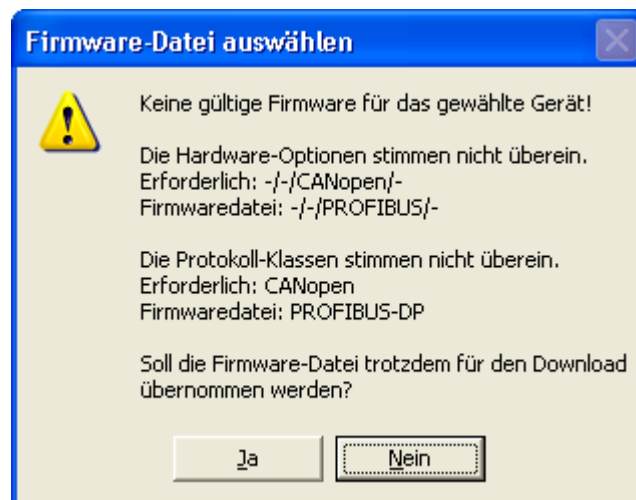 Firmware-Datei auswählen
Keine gültige Firmware für das gewählte Gerät!
Die Hardware-Optionen stimmen nicht überein.
Erforderlich: -/-/CANopen/-
Firmwaredatei: -/-/PROFIBUS/-
Die Protokoll-Klassen stimmen nicht überein.
Erforderlich: CANopen
Firmwaredatei: PROFIBUS-DP
Soll die Firmware-Datei trotzdem für den Download
übernommen werden?
Ja
Nein